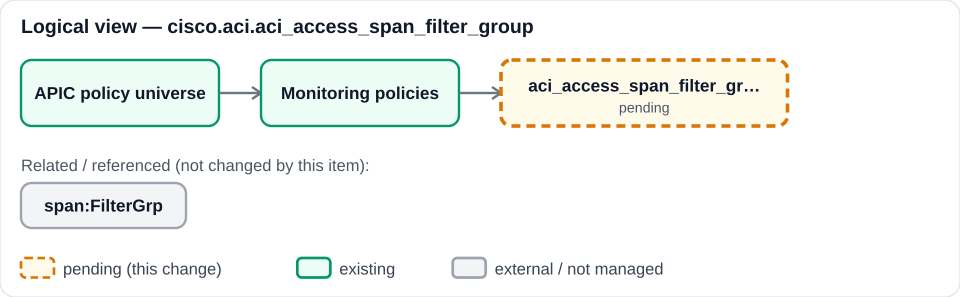 Logical view — cisco.aci.aci_access_span_filter_group
APIC policy universe
Monitoring policies
aci_access_span_filter_gr…
pending
Related / referenced (not changed by this item):
span:FilterGrp
pending (this change)
existing
external / not managed